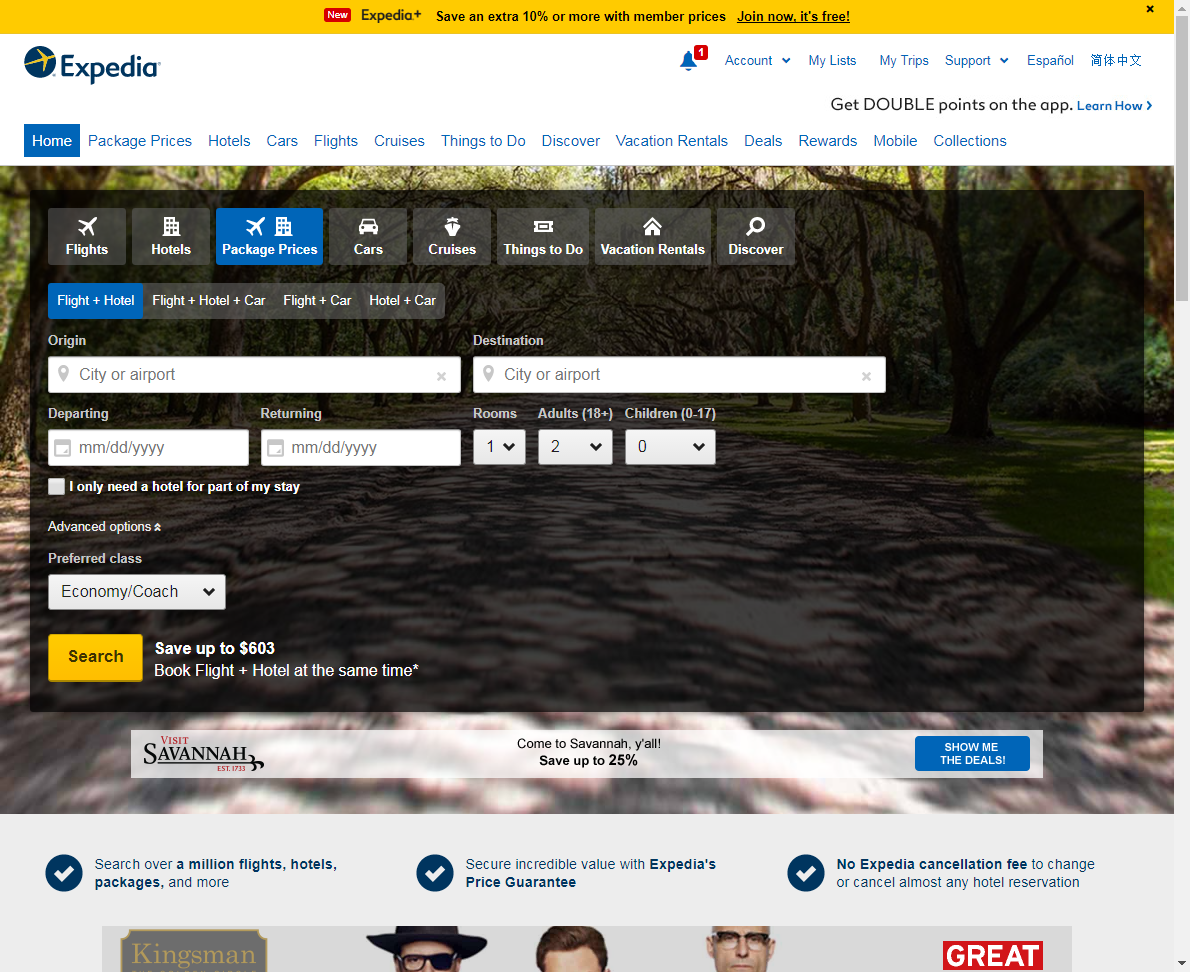 New Expedia+ Save an extra 10% or more with member prices Join now, it's free!
Expedia
1 Account My Lists My Trips Support Español 简体中文
Get DOUBLE points on the app. Learn How
Home Package Prices Hotels Cars Flights Cruises Things to Do Discover Vacation Rentals Deals Rewards Mobile Collections
Flights Hotels Package Prices Cars Cruises Things to Do Vacation Rentals Discover
Flight + Hotel Flight + Hotel + Car Flight + Car Hotel + Car
Origin Destination
City or airport City or airport
Departing Returning Rooms Adults (18+) Children (0-17)
mm/dd/yyyy mm/dd/yyyy 1 2 0
I only need a hotel for part of my stay
Advanced options
Preferred class
Economy/Coach
Search
Save up to $603
Book Flight + Hotel at the same time*
VISIT
SAVANNAH
EST. 1733
Come to Savannah, y'all!
Save up to 25%
SHOW ME
THE DEALS!
Search over a million flights, hotels,
packages, and more
Secure incredible value with Expedia's
Price Guarantee
No Expedia cancellation fee to change
or cancel almost any hotel reservation
Kingsman
GREAT